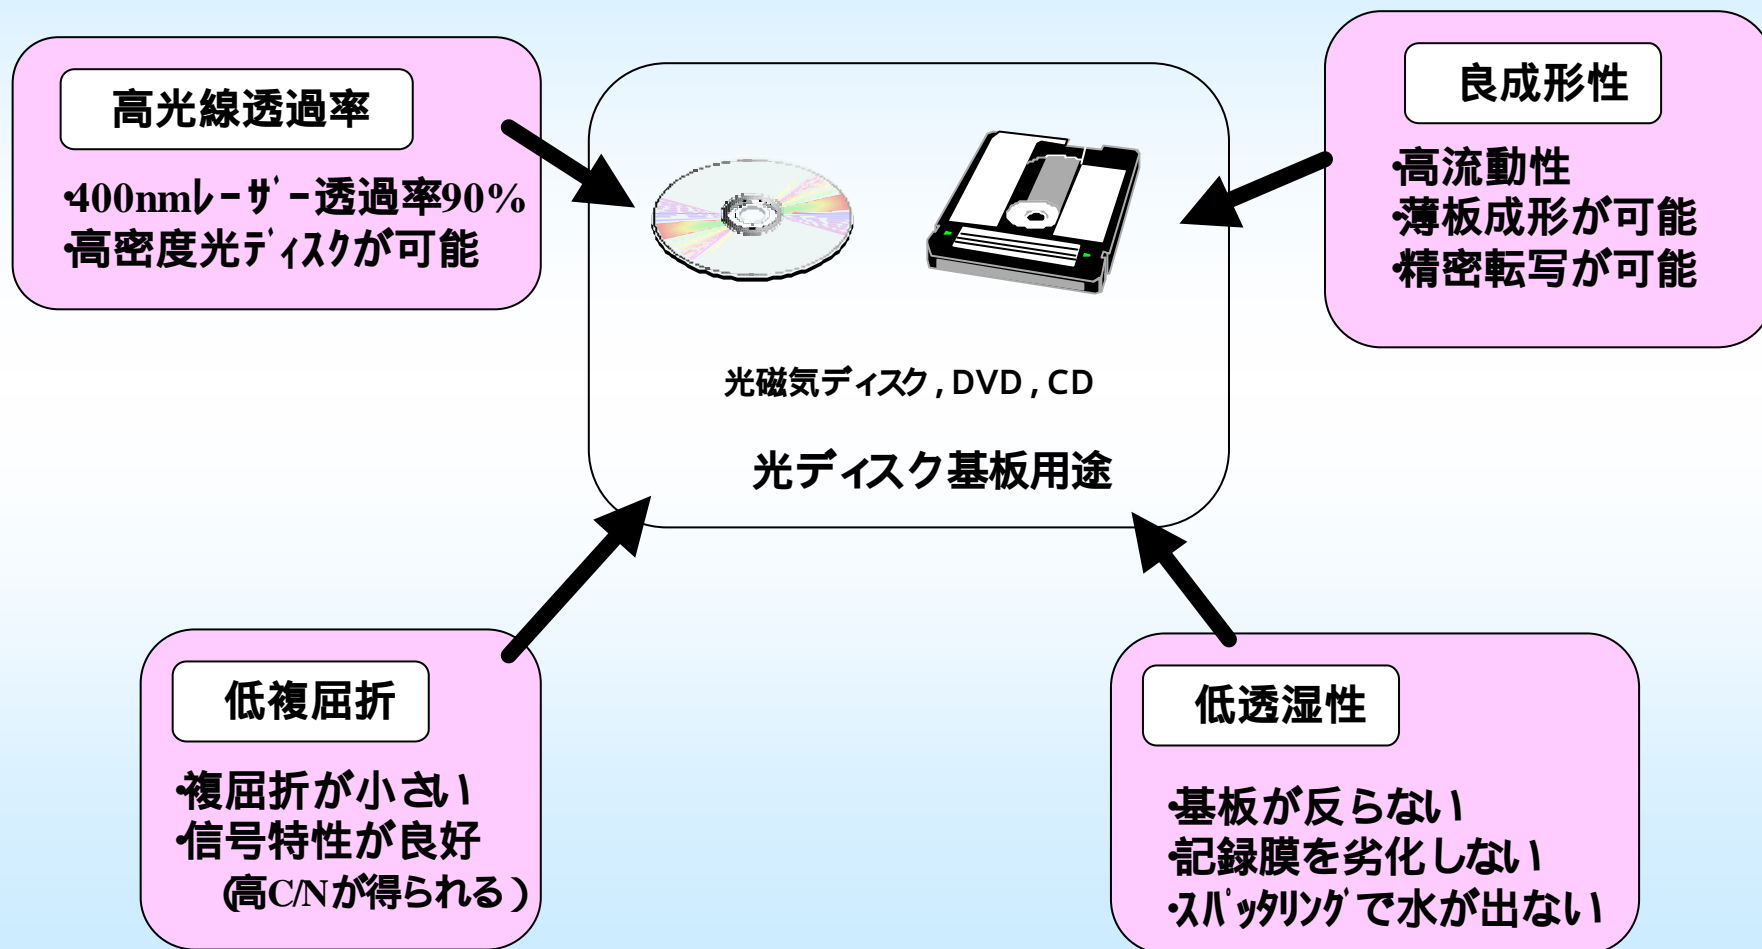 高光線透過率
・400nmﾚｰｻﾞｰ透過率90%
・高密度光ﾃﾞｨｽｸが可能
良成形性
・高流動性
・薄板成形が可能
・精密転写が可能
光磁気ディスク , DVD , CD
光ディスク基板用途
低複屈折
・複屈折が小さい
・信号特性が良好
(高C/Nが得られる)
低透湿性
・基板が反らない
・記録膜を劣化しない
・ｽﾊﾟｯﾀﾘﾝｸﾞで水が出ない